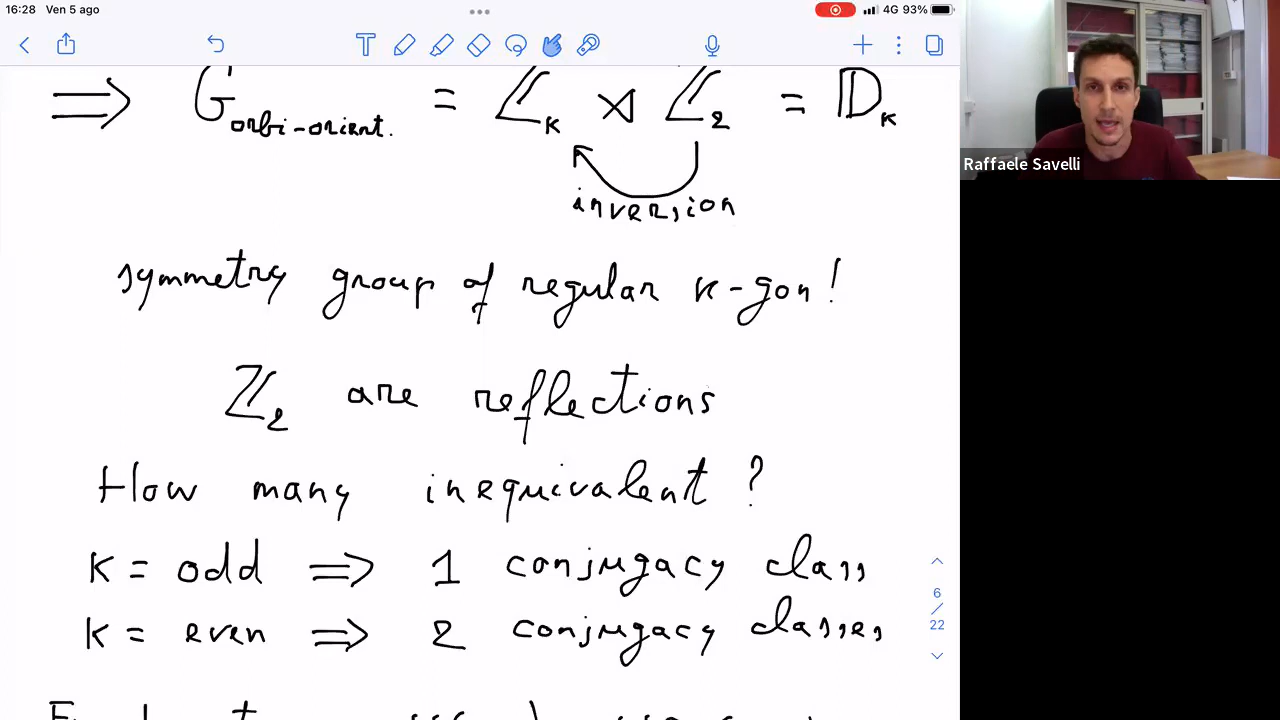 16:28 Ven 5 ago
4G 93%
⟹ G orbi-orient. = ℤ_k ⋊ ℤ_2 = 𝔻_k
inversion
Raffaele Savelli
symmetry group of regular k-gon!
ℤ_2 are reflections
How many inequivalent?
k = odd ⟹ 1 conjugacy class
k = even ⟹ 2 conjugacy classes
6
/
22